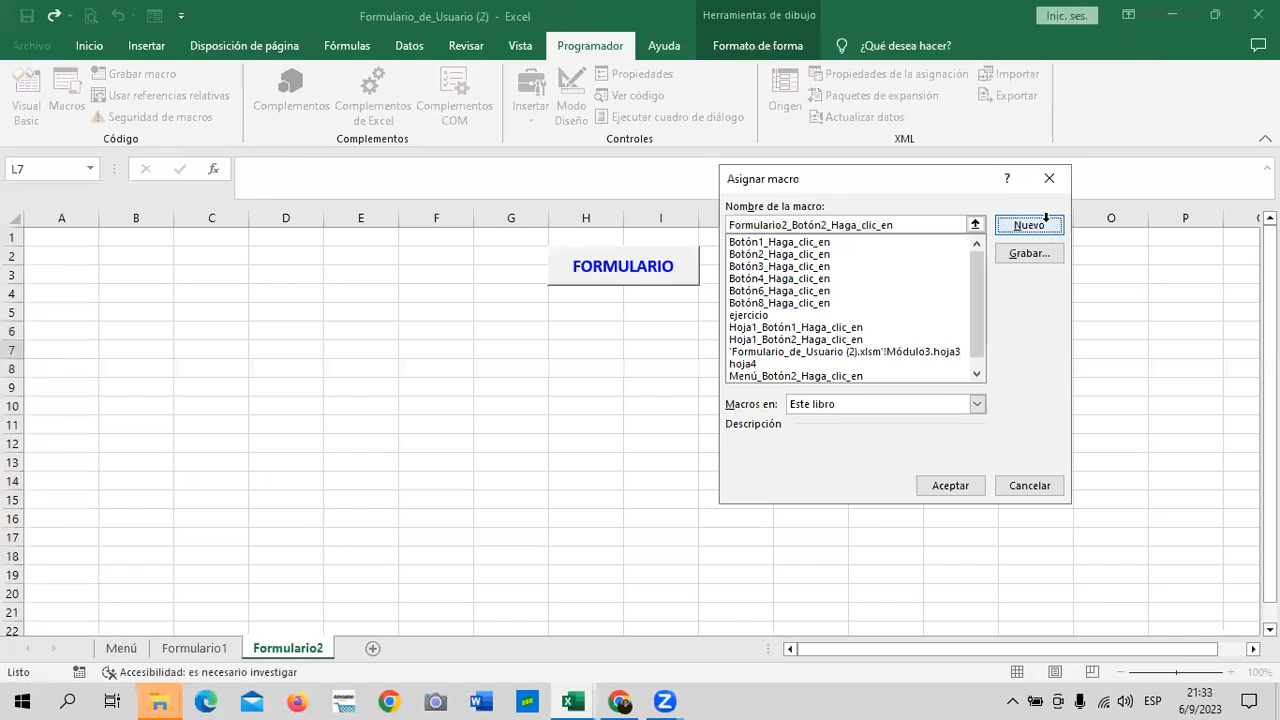 Formulario_de_Usuario (2) - Excel
Herramientas de dibujo
Inic. ses.
Archivo Inicio Insertar Disposición de página Fórmulas Datos Revisar Vista Programador Ayuda Formato de forma ¿Qué desea hacer?
Visual Basic
Macros
Grabar macro
Usar referencias relativas
Seguridad de macros
Código
Complementos
Complementos de Excel
Complementos COM
Complementos
Insertar
Modo Diseño
Propiedades
Ver código
Ejecutar cuadro de diálogo
Controles
Origen
Propiedades de la asignación
Paquetes de expansión
Actualizar datos
Importar
Exportar
XML
L7
fx
A B C D E F G H I O P
1
2
3
4
5
6
7
8
9
10
11
12
13
14
15
16
17
18
19
20
21
22
FORMULARIO
Asignar macro
?
Nombre de la macro:
Formulario2_Botón2_Haga_clic_en
Nuevo
Grabar...
Botón1_Haga_clic_en
Botón2_Haga_clic_en
Botón3_Haga_clic_en
Botón4_Haga_clic_en
Botón6_Haga_clic_en
Botón8_Haga_clic_en
ejercicio
Hoja1_Botón1_Haga_clic_en
Hoja1_Botón2_Haga_clic_en
'Formulario_de_Usuario (2).xlsm'!Módulo3.hoja3
hoja4
Menú_Botón2_Haga_clic_en
Macros en: Este libro
Descripción
Aceptar Cancelar
Menú Formulario1 Formulario2
Listo Accesibilidad: es necesario investigar 100%
ESP
21:33
6/9/2023